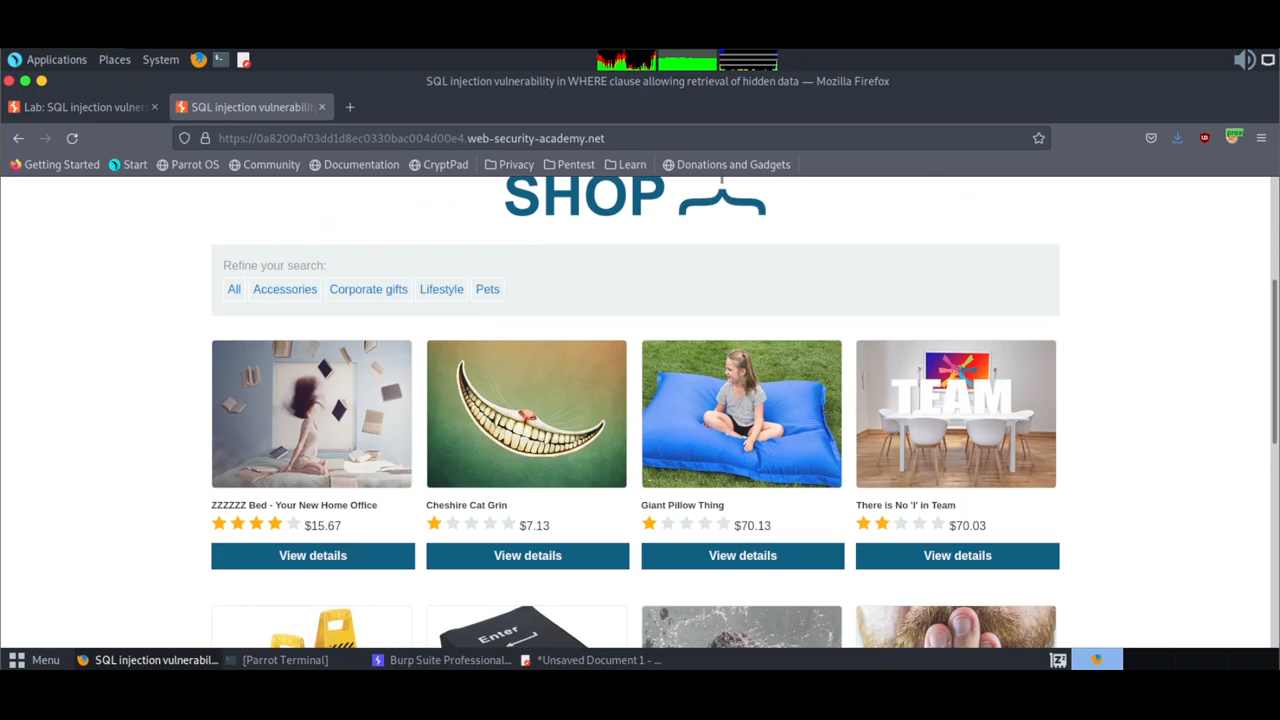 Applications Places System
SQL injection vulnerability in WHERE clause allowing retrieval of hidden data — Mozilla Firefox
Lab: SQL injection vulner × SQL injection vulnerability × +
https://0a8200af03dd1d8ec0330bac004d00e4.web-security-academy.net
proxy
Getting Started Start Parrot OS Community Documentation CryptPad Privacy Pentest Learn Donations and Gadgets
SHOP
Refine your search:
All Accessories Corporate gifts Lifestyle Pets
TEAM
ZZZZZZ Bed - Your New Home Office Cheshire Cat Grin Giant Pillow Thing There is No 'I' in Team
$15.67 $7.13 $70.13 $70.03
View details View details View details View details
Enter
Menu SQL injection vulnerabil... [Parrot Terminal] Burp Suite Professional... *Unsaved Document 1 - ...